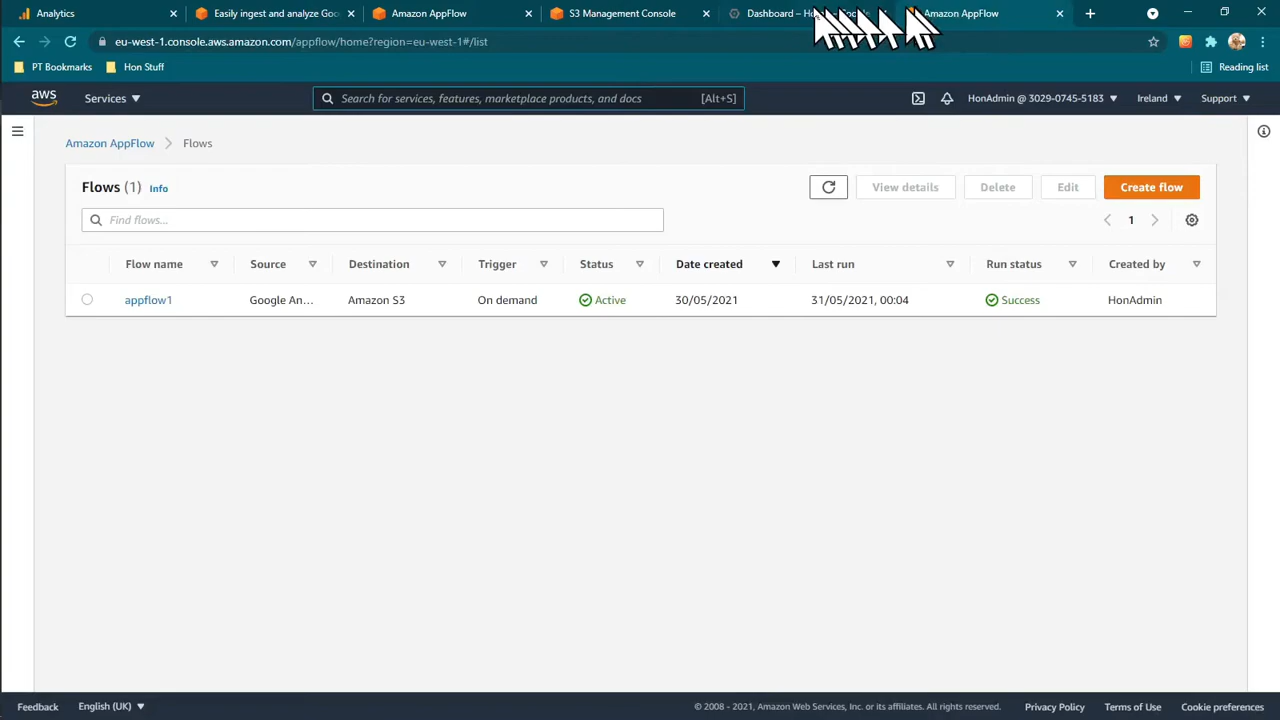 Analytics
Easily ingest and analyze Goo
Amazon AppFlow
S3 Management Console
Dashboard –
Amazon AppFlow
eu-west-1.console.aws.amazon.com/appflow/home?region=eu-west-1#/list
PT Bookmarks
Hon Stuff
Reading list
aws
Services
Search for services, features, marketplace products, and docs
[Alt+S]
HonAdmin @ 3029-0745-5183
Ireland
Support
Amazon AppFlow
Flows
Flows (1)
Info
View details
Delete
Edit
Create flow
Find flows...
1
Flow name
Source
Destination
Trigger
Status
Date created
Last run
Run status
Created by
appflow1
Google An...
Amazon S3
On demand
Active
30/05/2021
31/05/2021, 00:04
Success
HonAdmin
Feedback
English (UK)
© 2008 - 2021, Amazon Web Services, Inc. or its affiliates. All rights reserved.
Privacy Policy
Terms of Use
Cookie preferences